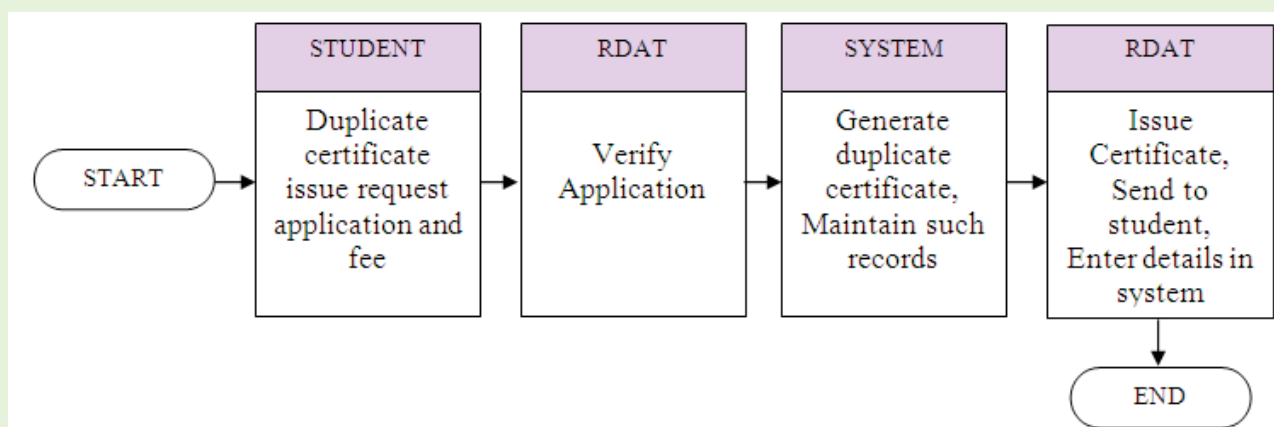 START
STUDENT
Duplicate
certificate
issue request
application and
fee
RDAT
Verify
Application
SYSTEM
Generate
duplicate
certificate,
Maintain such
records
RDAT
Issue
Certificate,
Send to
student,
Enter details in
system
END